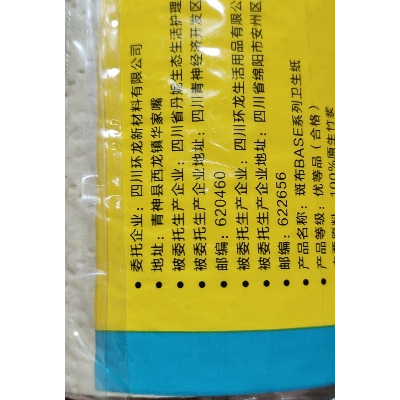 • 委托企业：四川环龙新材料有限公司
• 地址：青神县西龙镇华家嘴
• 被委托生产企业：四川省丹妮生态生活护理
• 被委托生产企业地址：四川青神经济开发区
• 邮编：620460
• 被委托生产企业：四川环龙生活用品有限
• 被委托生产企业地址：四川省绵阳市安州区
• 邮编：622656
• 产品名称：斑布BASE系列卫生纸
• 产品等级：优等品（合格）
100%原生竹浆